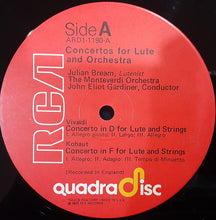 Side A
ARD1-1180-A
Concertos for Lute
and Orchestra
Julian Bream, Lutenist
The Monteverdi Orchestra
John Eliot Gardiner, Conductor
RCA
Vivaldi
Concerto in D for Lute and Strings
I. Allegro giusto; II. Largo; III. Allegro
Kohaut
Concerto in F for Lute and Strings
I. Allegro; II. Adagio; III. Tempo di Minuetto
[Recorded in England]
quadradisc